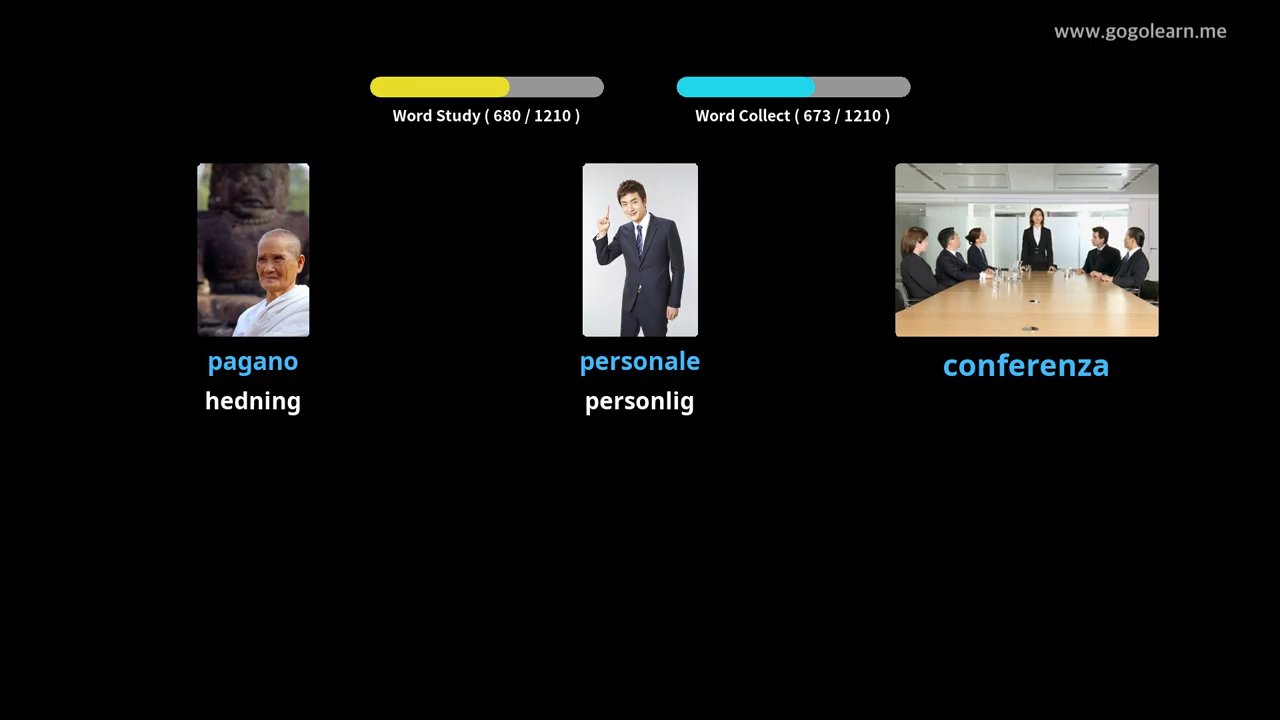 www.gogolearn.me
Word Study ( 680 / 1210 )
Word Collect ( 673 / 1210 )
pagano
hedning
personale
personlig
conferenza